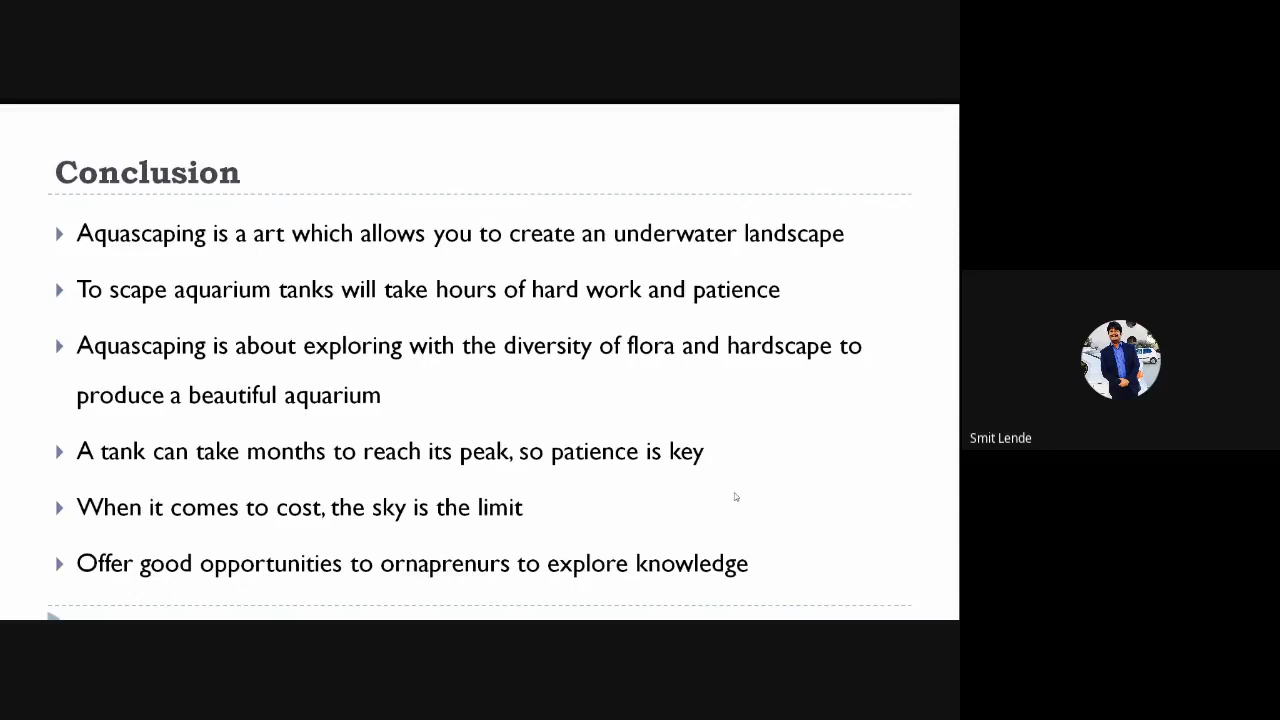 Conclusion
Aquascaping is a art which allows you to create an underwater landscape
To scape aquarium tanks will take hours of hard work and patience
Aquascaping is about exploring with the diversity of flora and hardscape to
produce a beautiful aquarium
A tank can take months to reach its peak, so patience is key
When it comes to cost, the sky is the limit
Offer good opportunities to ornaprenurs to explore knowledge
Smit Lende